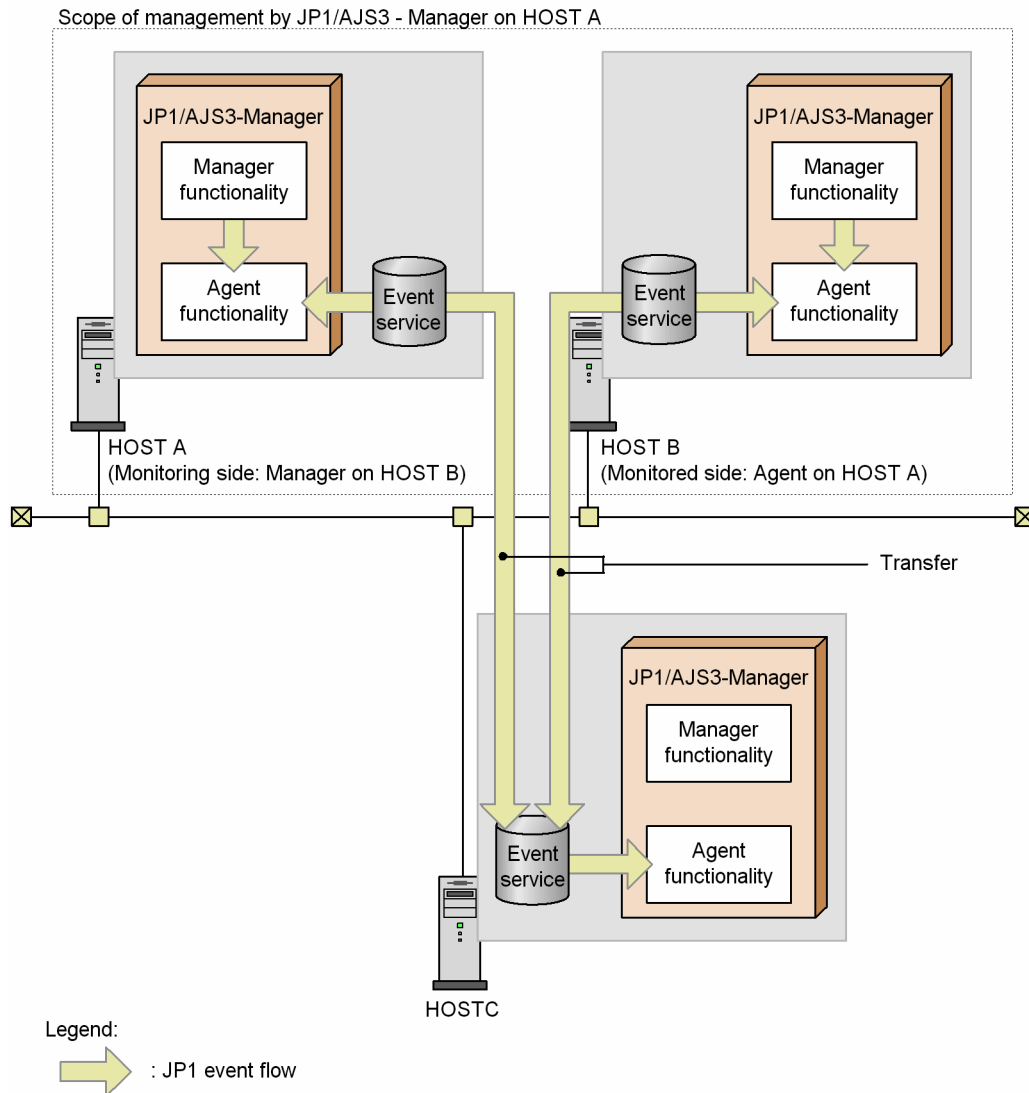 Scope of management by JP1/AJS3 - Manager on HOST A
JP1/AJS3-Manager
Manager
functionality
Agent
functionality
Event
service
HOST A
(Monitoring side: Manager on HOST B)
JP1/AJS3-Manager
Manager
functionality
Event
service
Agent
functionality
HOST B
(Monitored side: Agent on HOST A)
Transfer
JP1/AJS3-Manager
Manager
functionality
Event
service
Agent
functionality
HOSTC
Legend:
: JP1 event flow